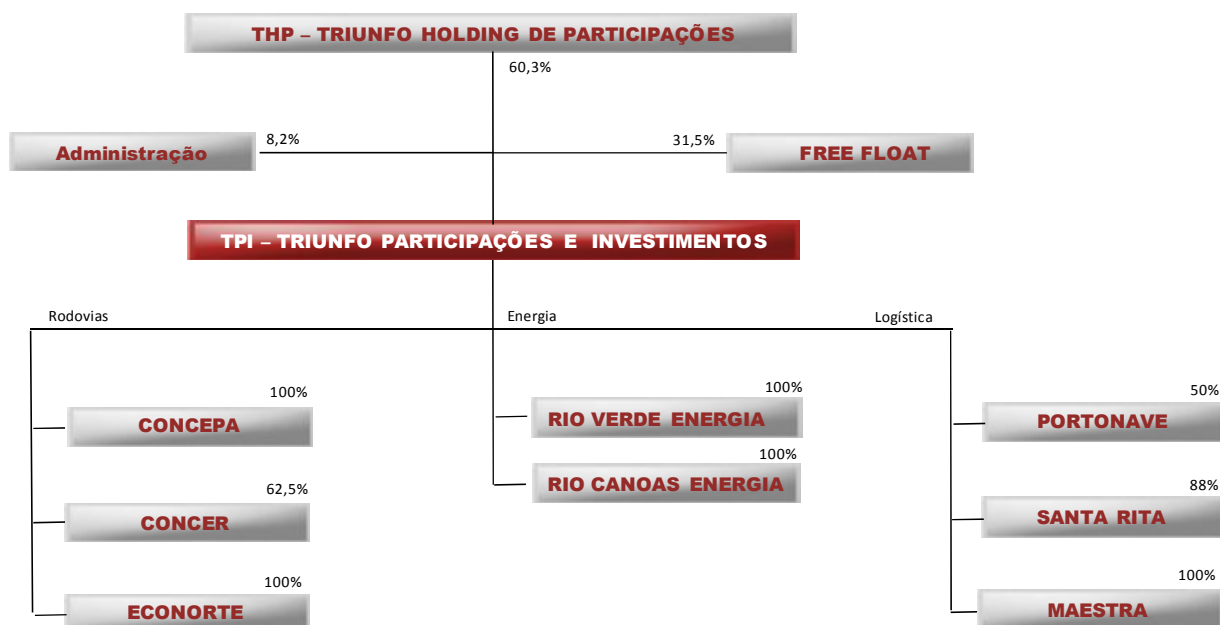 THP – TRIUNFO HOLDING DE PARTICIPAÇÕES
60,3%
8,2%
31,5%
Administração
FREE FLOAT
TPI – TRIUNFO PARTICIPAÇÕES E INVESTIMENTOS
Rodovias
Energia
Logística
100%
CONCEPA
62,5%
CONCER
100%
ECONORTE
100%
RIO VERDE ENERGIA
100%
RIO CANOAS ENERGIA
50%
PORTONAVE
88%
SANTA RITA
100%
MAESTRA